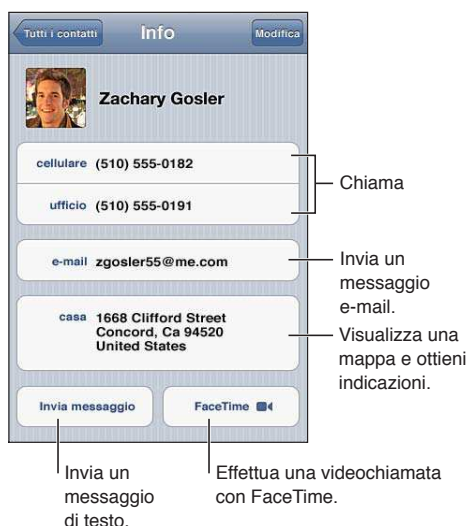 Tutti i contatti
Info
Modifica
Zachary Gosler
cellulare (510) 555-0182
ufficio (510) 555-0191
Chiama
e-mail zgosler55@me.com
Invia un
messaggio
e-mail.
casa 1668 Clifford Street
Concord, Ca 94520
United States
Visualizza una
mappa e ottieni
indicazioni.
Invia messaggio
FaceTime
Invia un
messaggio
di testo.
Effettua una videochiamata
con FaceTime.